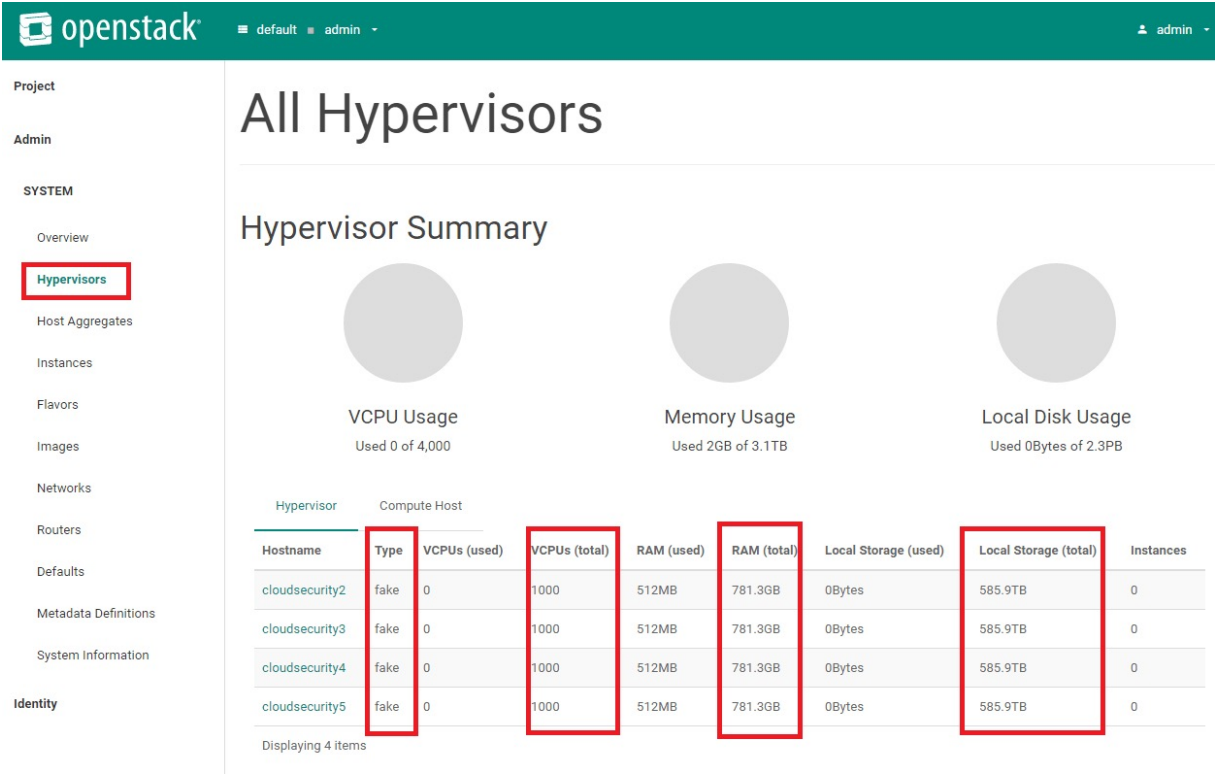 openstack default admin admin
Project
Admin
SYSTEM
Overview
Hypervisors
Host Aggregates
Instances
Flavors
Images
Networks
Routers
Defaults
Metadata Definitions
System Information
Identity
All Hypervisors
Hypervisor Summary
VCPU Usage Memory Usage Local Disk Usage
Used 0 of 4,000 Used 2GB of 3.1TB Used 0Bytes of 2.3PB
Hypervisor Compute Host
Hostname Type VCPUs (used) VCPUs (total) RAM (used) RAM (total) Local Storage (used) Local Storage (total) Instances
cloudsecurity2 fake 0 1000 512MB 781.3GB 0Bytes 585.9TB 0
cloudsecurity3 fake 0 1000 512MB 781.3GB 0Bytes 585.9TB 0
cloudsecurity4 fake 0 1000 512MB 781.3GB 0Bytes 585.9TB 0
cloudsecurity5 fake 0 1000 512MB 781.3GB 0Bytes 585.9TB 0
Displaying 4 items